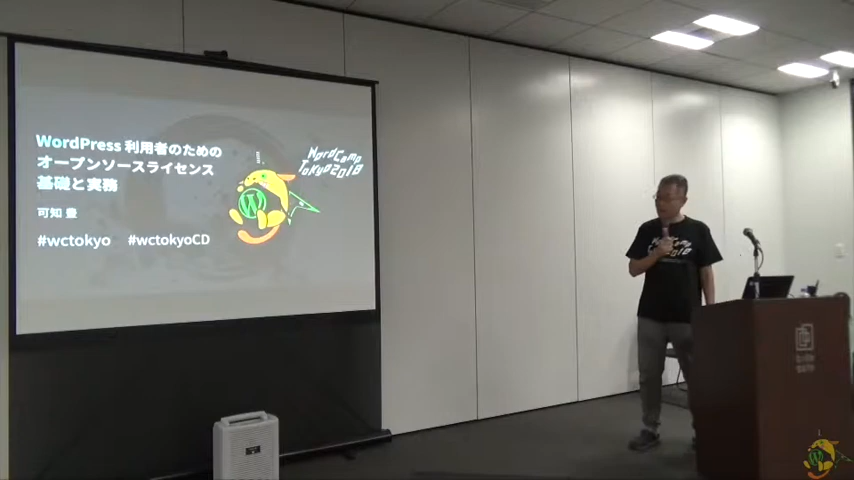 WordPress 利用者のための
オープンソースライセンス
基礎と実務
可知 豊
#wctokyo #wctokyoCD
WordCamp
Tokyo2018